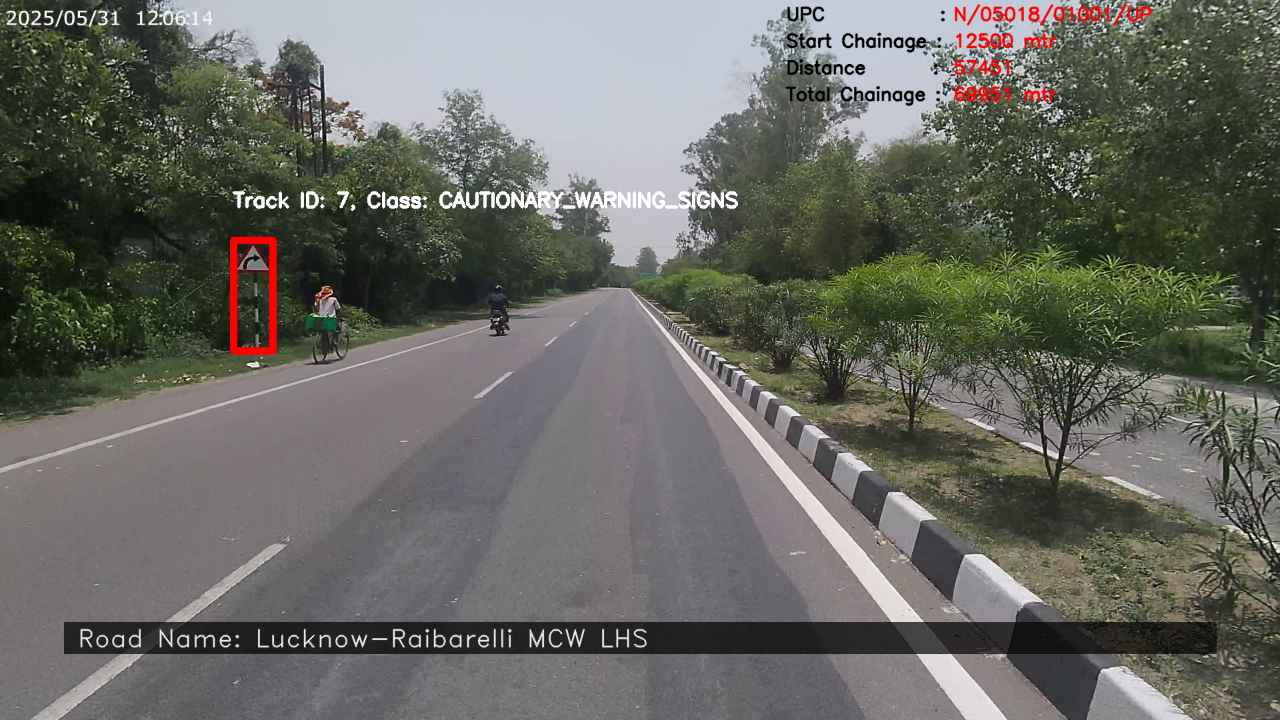 2025/05/31 12:06:14
UPC : N/05018/01001/UP
Start Chainage : 12500 mtr
Distance : 57451
Total Chainage : 69951 mtr
Track ID: 7, Class: CAUTIONARY_WARNING_SIGNS
Road Name: Lucknow-Raibarelli MCW LHS